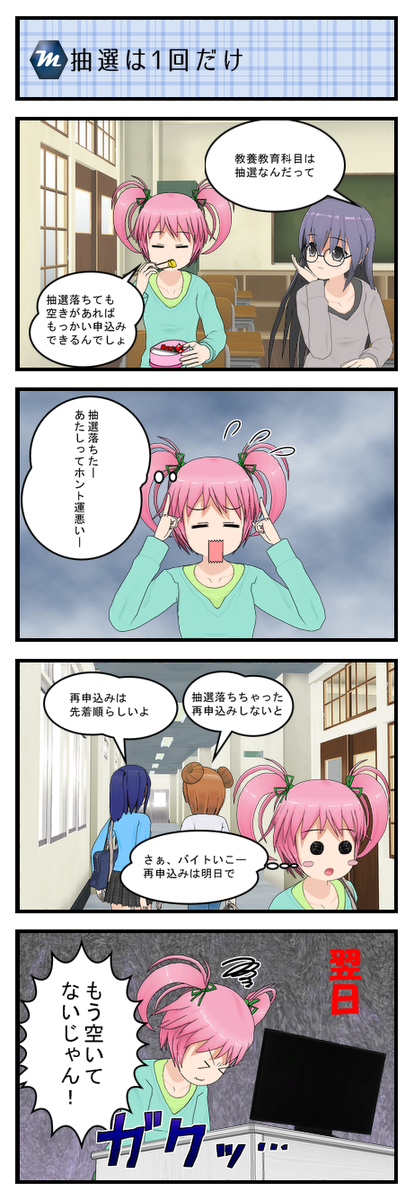 m 抽選は1回だけ
教養教育科目は
抽選なんだって
抽選落ちても
空きがあれば
もっかい申込み
できるんでしょ
抽選落ちたー
あたしってホント運悪いー
抽選落ちちゃった
再申込みしないと
再申込みは
先着順らしいよ
さぁ、バイトいこー
再申込みは明日で
翌日
もう空いて
ないじゃん!
ガクッ…